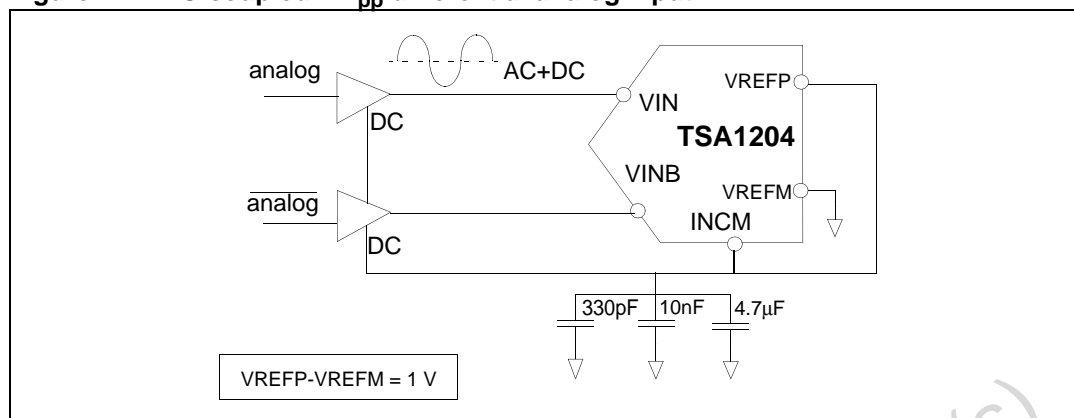 pp
analog
AC+DC
VREFP
DC
VIN
TSA1204
VINB
VREFM
analog
INCM
DC
330pF
10nF
4.7µF
VREFP-VREFM = 1 V